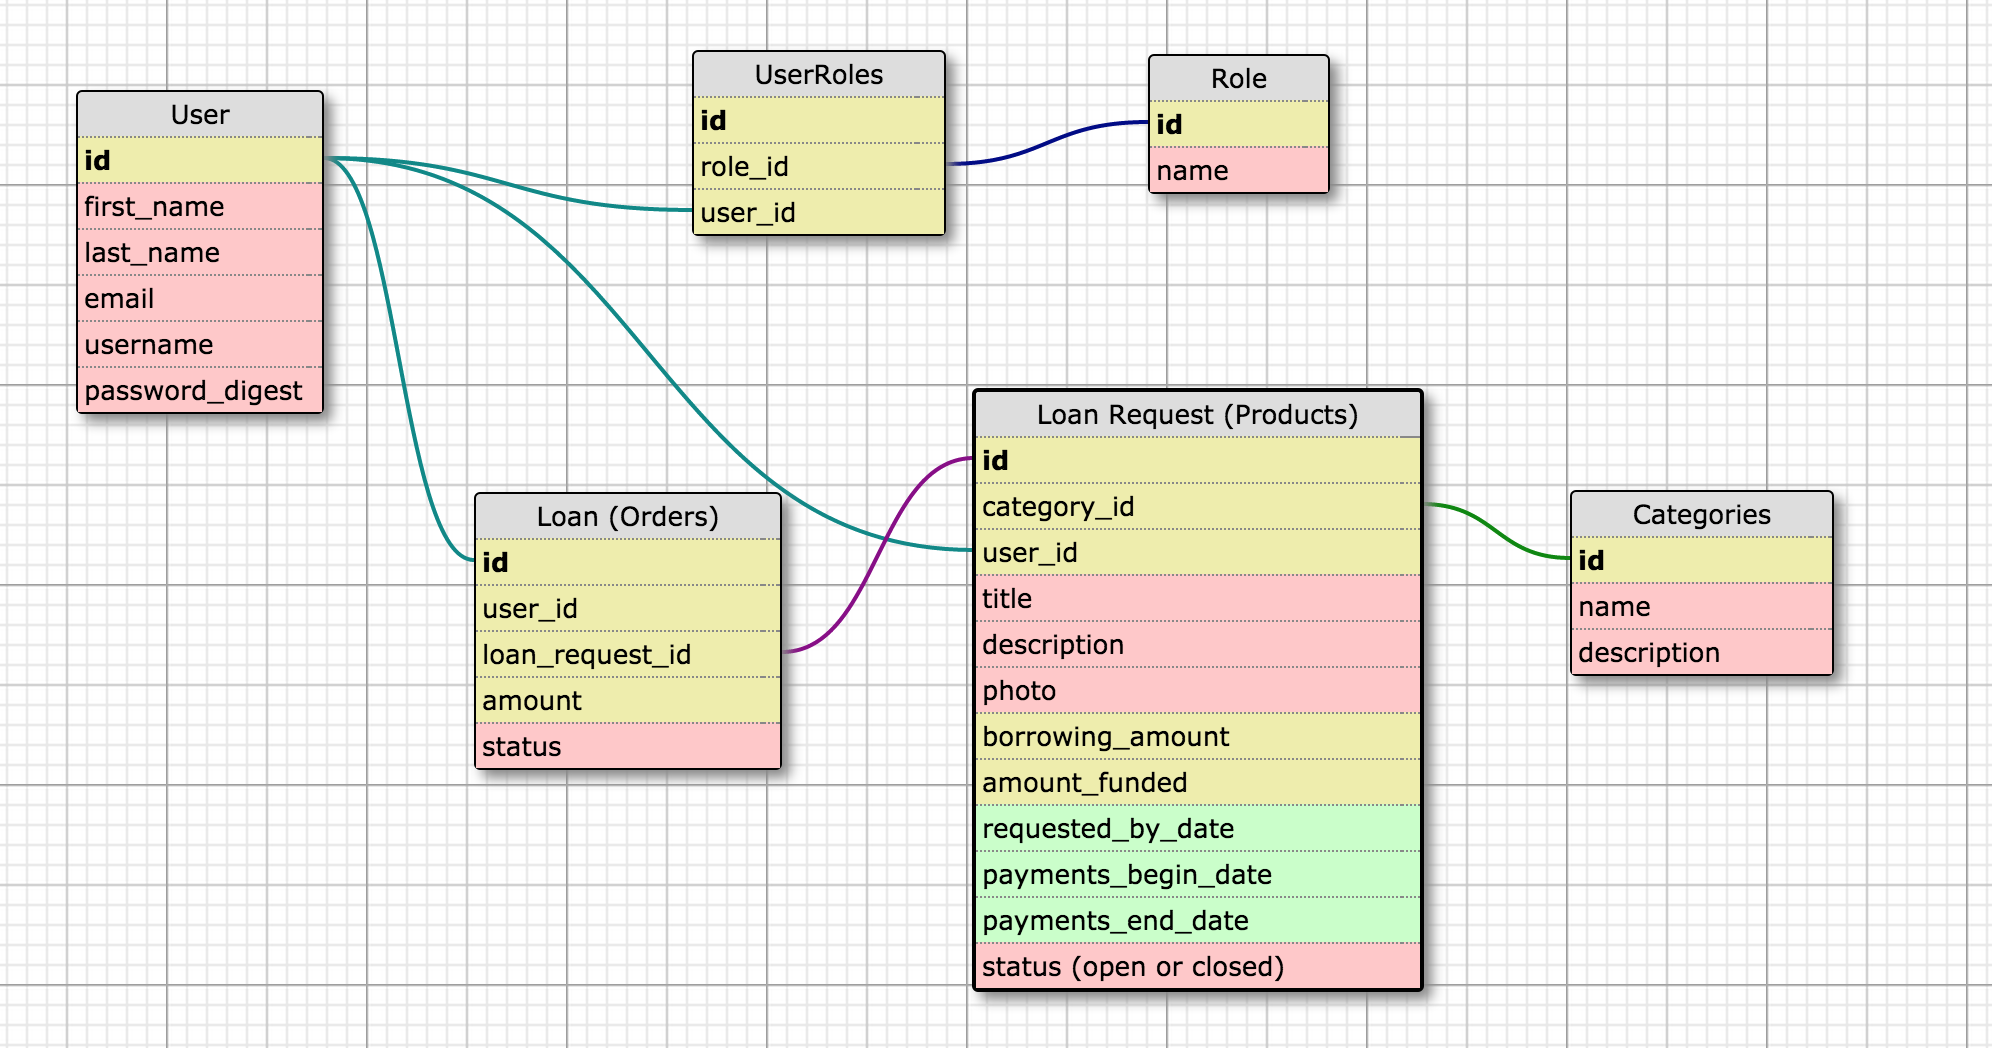 User
id
first_name
last_name
email
username
password_digest
UserRoles
id
role_id
user_id
Role
id
name
Loan (Orders)
id
user_id
loan_request_id
amount
status
Loan Request (Products)
id
category_id
user_id
title
description
photo
borrowing_amount
amount_funded
requested_by_date
payments_begin_date
payments_end_date
status (open or closed)
Categories
id
name
description